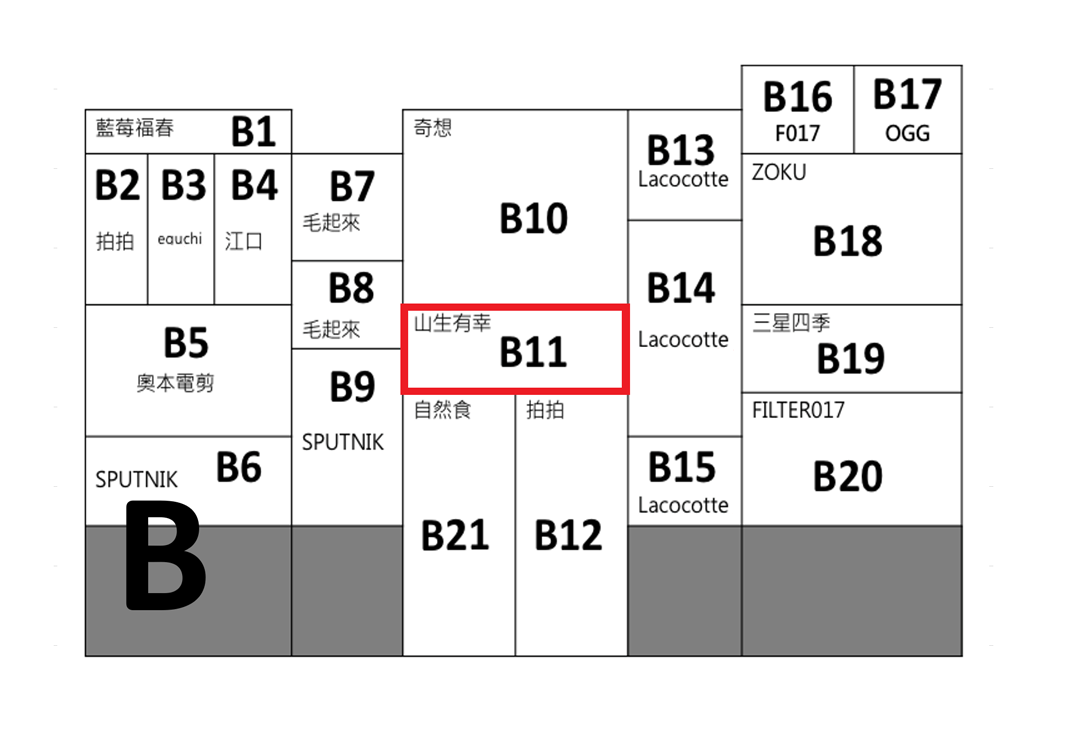 藍莓福春 B1
B2
拍拍
B3
eguchi
B4
江口
B5
奧本電剪
SPUTNIK B6
B
B7
毛起來
B8
毛起來
B9
SPUTNIK
奇想
B10
山生有幸
B11
自然食
B21
拍拍
B12
B13
Lacocotte
B14
Lacocotte
B15
Lacocotte
B16
F017
B17
OGG
ZOKU
B18
三星四季
B19
FILTER017
B20